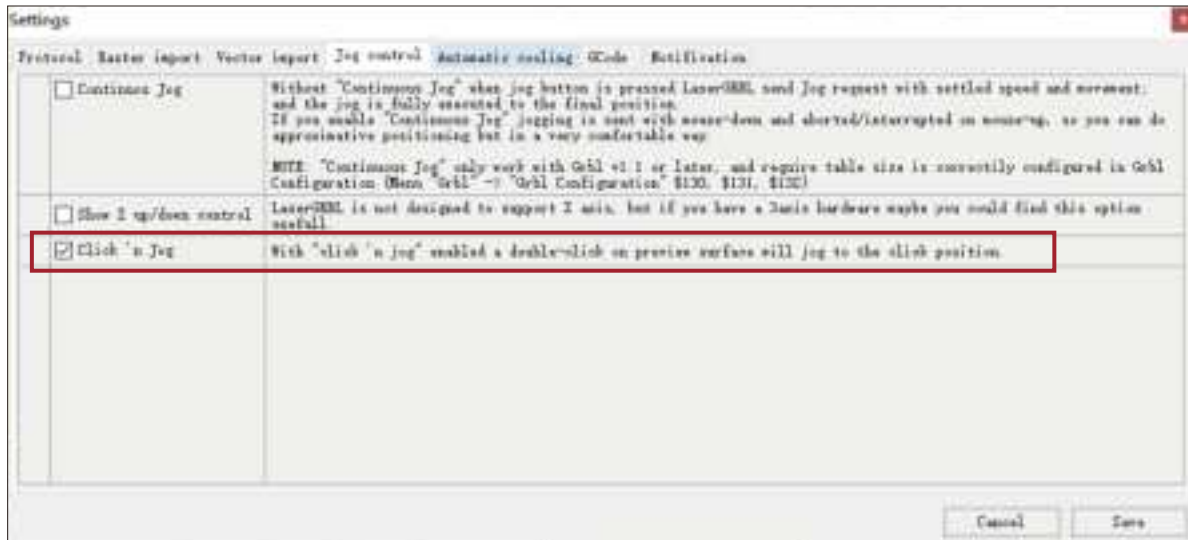 Settings
Protocol Raster import Vector import Jog control Automatic cooling GCode Notification
Continuos Jog
Without "Continuous Jog" when jog button is pressed LaserGRBL send Jog request with settled speed and movement,
and the jog is fully executed to the final position.
If you enable "Continuous Jog" jogging is sent with mouse-down and aborted/interrupted on mouse-up, so you can do
approximative positioning but in a very comfortable way
NOTE: "Continuous Jog" only work with Grbl v1.1 or later, and require table size is correctily configured in Grbl
Configuration (Menu "Grbl" -> "Grbl Configuration" $130, $131, $132)
Show Z up/down control
LaserGRBL is not designed to support Z axis, but if you have a 3axis hardware maybe you could find this option
usefull.
Click 'n Jog
With "click 'n jog" enabled a double-click on preview surface will jog to the click position.
Cancel Save